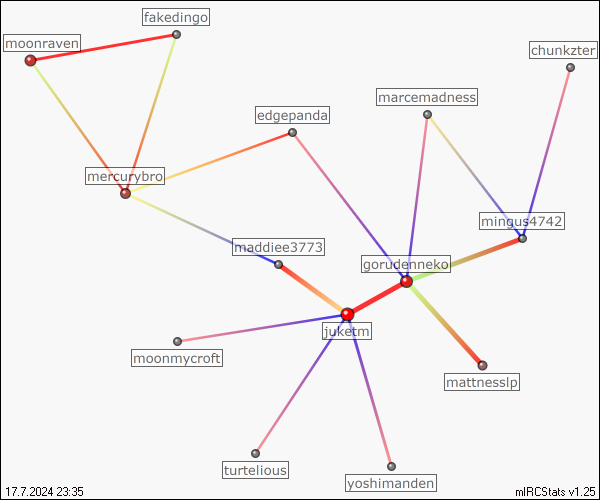 fakedingo
moonraven
chunkzter
marcemadness
edgepanda
mercurybro
mingus4742
maddiee3773
gorudenneko
juketm
moonmycroft
mattnesslp
turtelious
yoshimanden
17.7.2024 23:35
mIRCStats v1.25